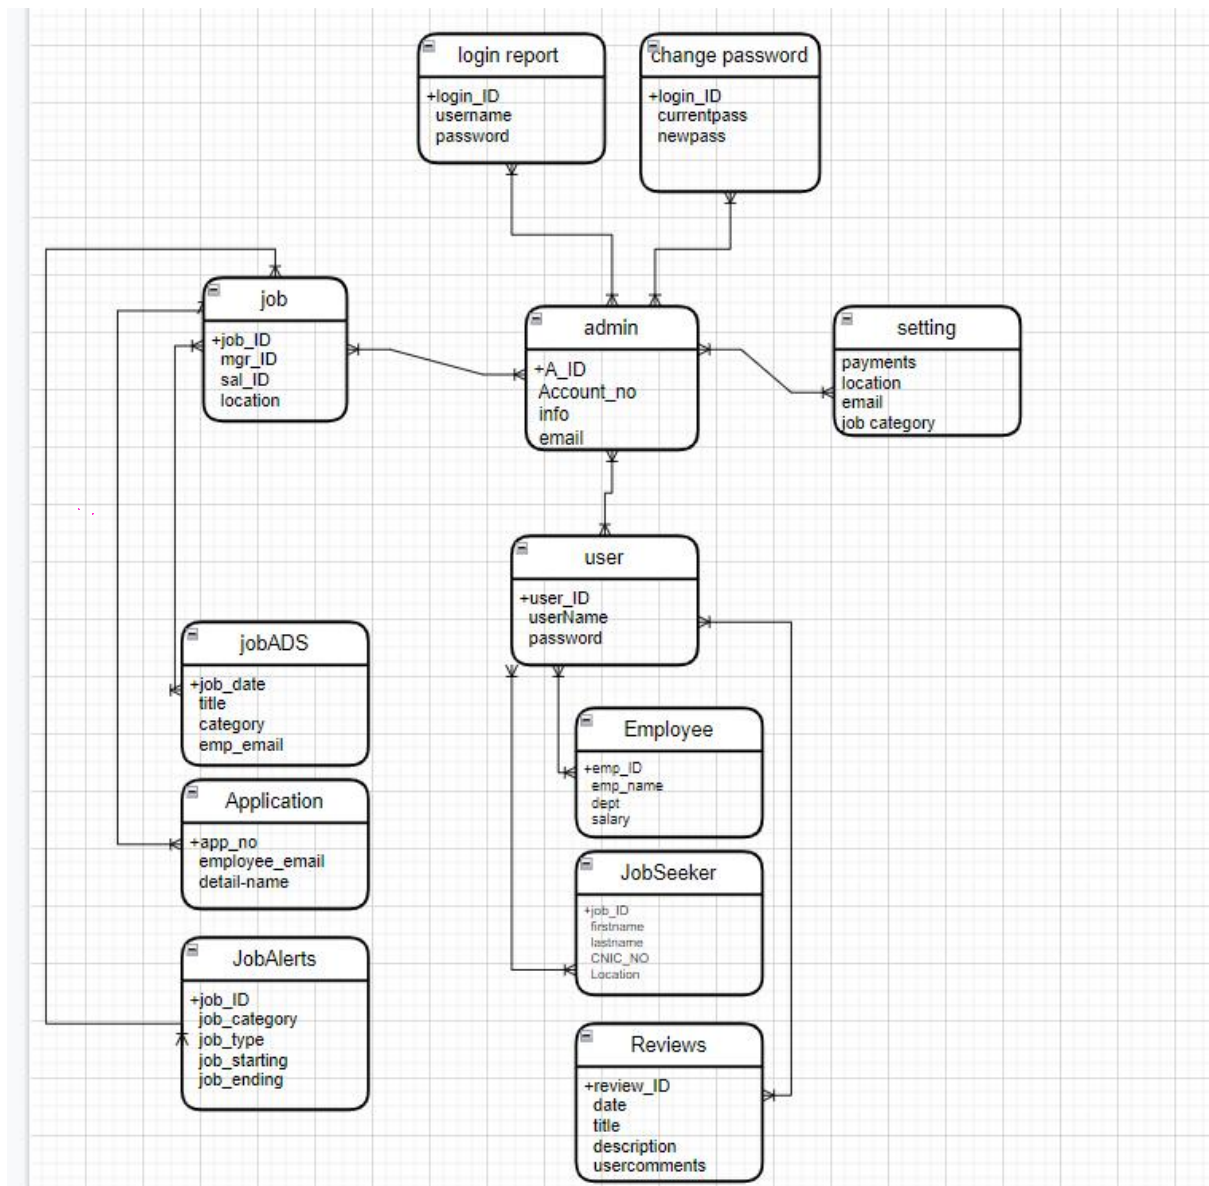 login report
+login_ID
username
password
change password
+login_ID
currentpass
newpass
job
+job_ID
mgr_ID
sal_ID
location
admin
+A_ID
Account_no
info
email
setting
payments
location
email
job category
user
+user_ID
userName
password
jobADS
+job_date
title
category
emp_email
Employee
+emp_ID
emp_name
dept
salary
Application
+app_no
employee_email
detail-name
JobSeeker
+job_ID
firstname
lastname
CNIC_NO
Location
JobAlerts
+job_ID
job_category
job_type
job_starting
job_ending
Reviews
+review_ID
date
title
description
usercomments